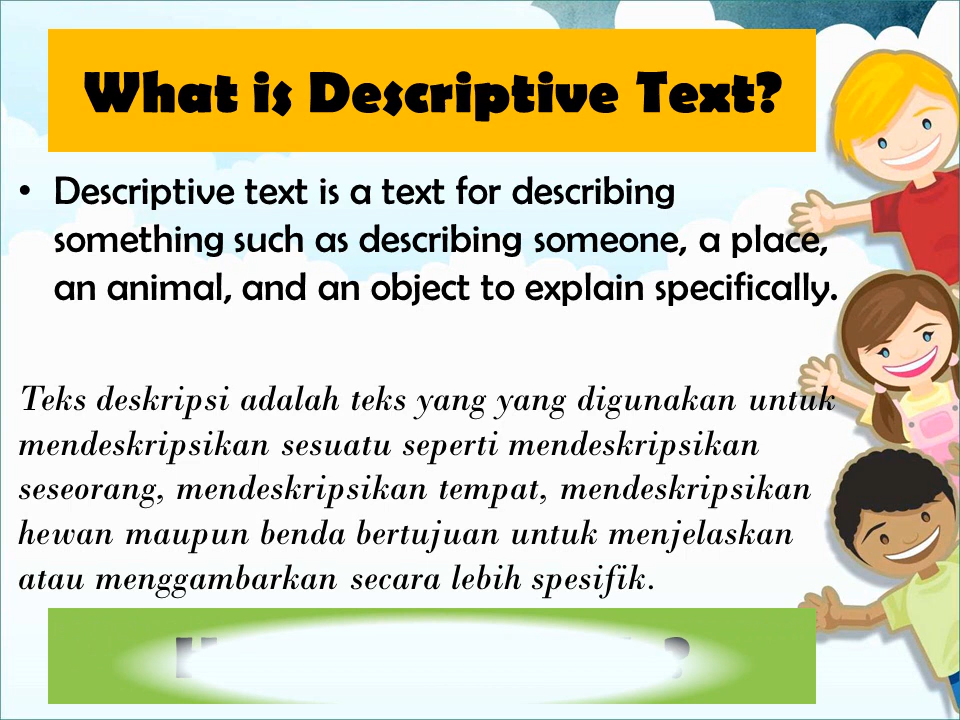 What is Descriptive Text?
• Descriptive text is a text for describing
something such as describing someone, a place,
an animal, and an object to explain specifically.
Teks deskripsi adalah teks yang yang digunakan untuk
mendeskripsikan sesuatu seperti mendeskripsikan
seseorang, mendeskripsikan tempat, mendeskripsikan
hewan maupun benda bertujuan untuk menjelaskan
atau menggambarkan secara lebih spesifik.